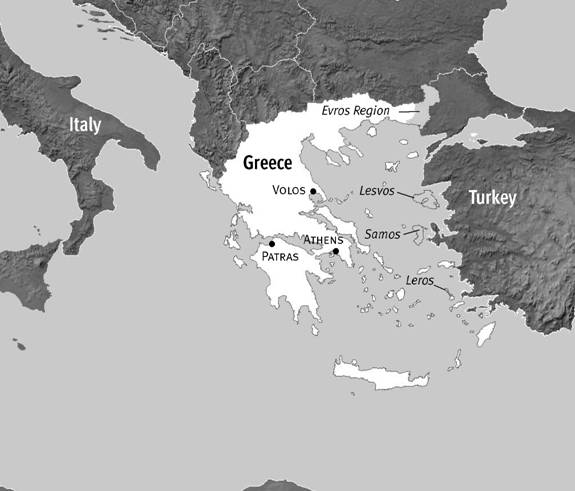 Evros Region
Italy
Greece
VOLOS
Lesvos
Turkey
Samos
ATHENS
PATRAS
Leros